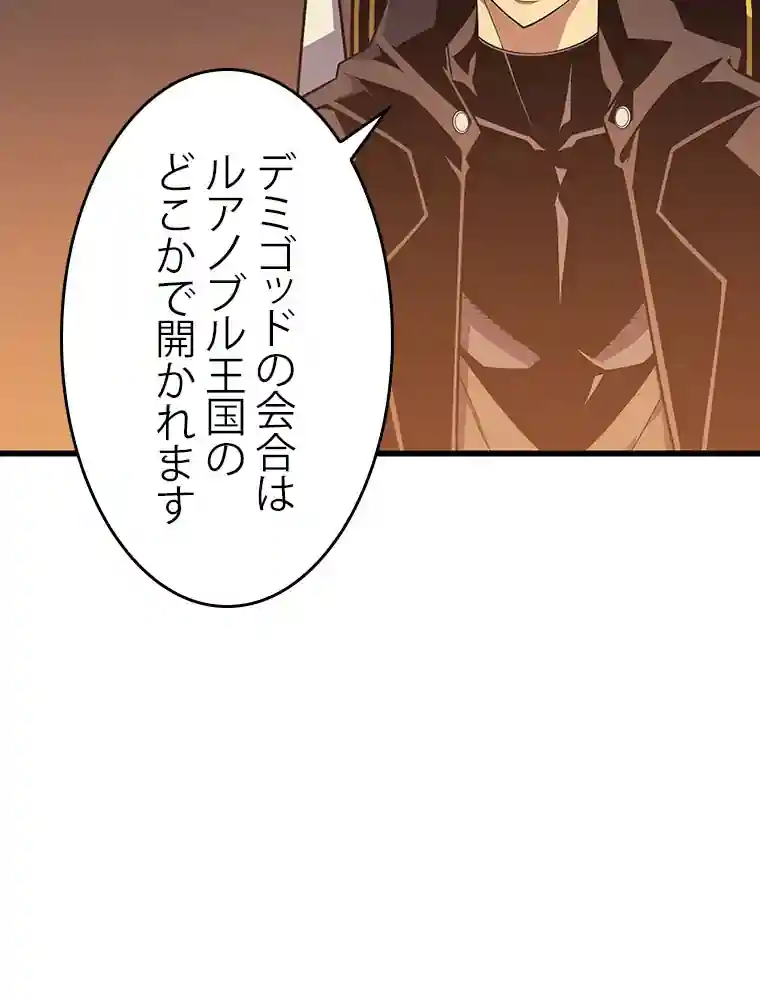 デミゴッドの会合は
ルアノブル王国の
どこかで開かれます